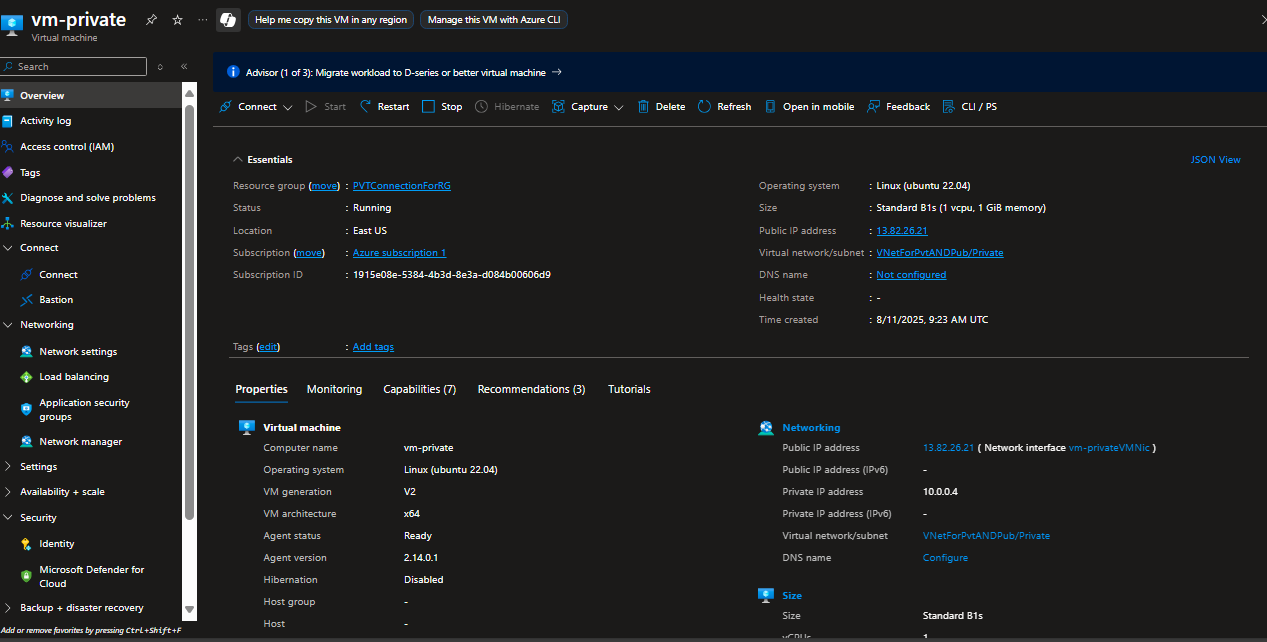 vm-private
Virtual machine
Help me copy this VM in any region
Manage this VM with Azure CLI
Search
Overview
Activity log
Access control (IAM)
Tags
Diagnose and solve problems
Resource visualizer
Connect
Connect
Bastion
Networking
Network settings
Load balancing
Application security
groups
Network manager
Settings
Availability + scale
Security
Identity
Microsoft Defender for
Cloud
Backup + disaster recovery
Add or remove favorites by pressing Ctrl+Shift+F
Advisor (1 of 3): Migrate workload to D-series or better virtual machine →
Connect Start Restart Stop Hibernate Capture Delete Refresh Open in mobile Feedback CLI / PS
Essentials
JSON View
Resource group (move) : PVTConnectionForRG
Status : Running
Location : East US
Subscription (move) : Azure subscription 1
Subscription ID : 1915e08e-5384-4b3d-8e3a-d084b00606d9
Operating system : Linux (ubuntu 22.04)
Size : Standard B1s (1 vcpu, 1 GiB memory)
Public IP address : 13.82.26.21
Virtual network/subnet : VNetForPvtANDPub/Private
DNS name : Not configured
Health state : -
Time created : 8/11/2025, 9:23 AM UTC
Tags (edit) : Add tags
Properties Monitoring Capabilities (7) Recommendations (3) Tutorials
Virtual machine
Computer name vm-private
Operating system Linux (ubuntu 22.04)
VM generation V2
VM architecture x64
Agent status Ready
Agent version 2.14.0.1
Hibernation Disabled
Host group -
Host -
Networking
Public IP address 13.82.26.21 ( Network interface vm-privateVMNic )
Public IP address (IPv6) -
Private IP address 10.0.0.4
Private IP address (IPv6) -
Virtual network/subnet VNetForPvtANDPub/Private
DNS name Configure
Size
Size Standard B1s
vCPUs 1